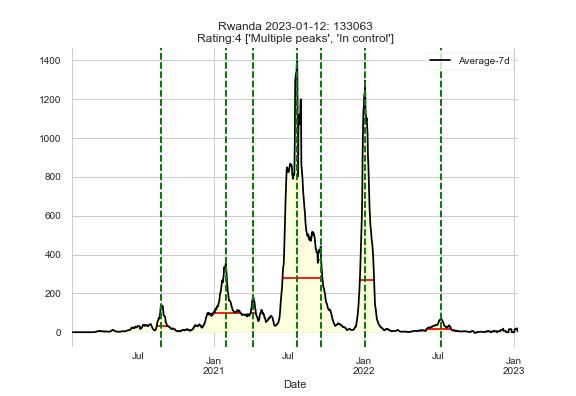 Rwanda 2023-01-12: 133063
Rating:4 ['Multiple peaks', 'In control']
Average-7d
1400
1200
1000
800
600
400
200
0
Jul
Jan
2021
Jul
Jan
2022
Jul
Jan
2023
Date